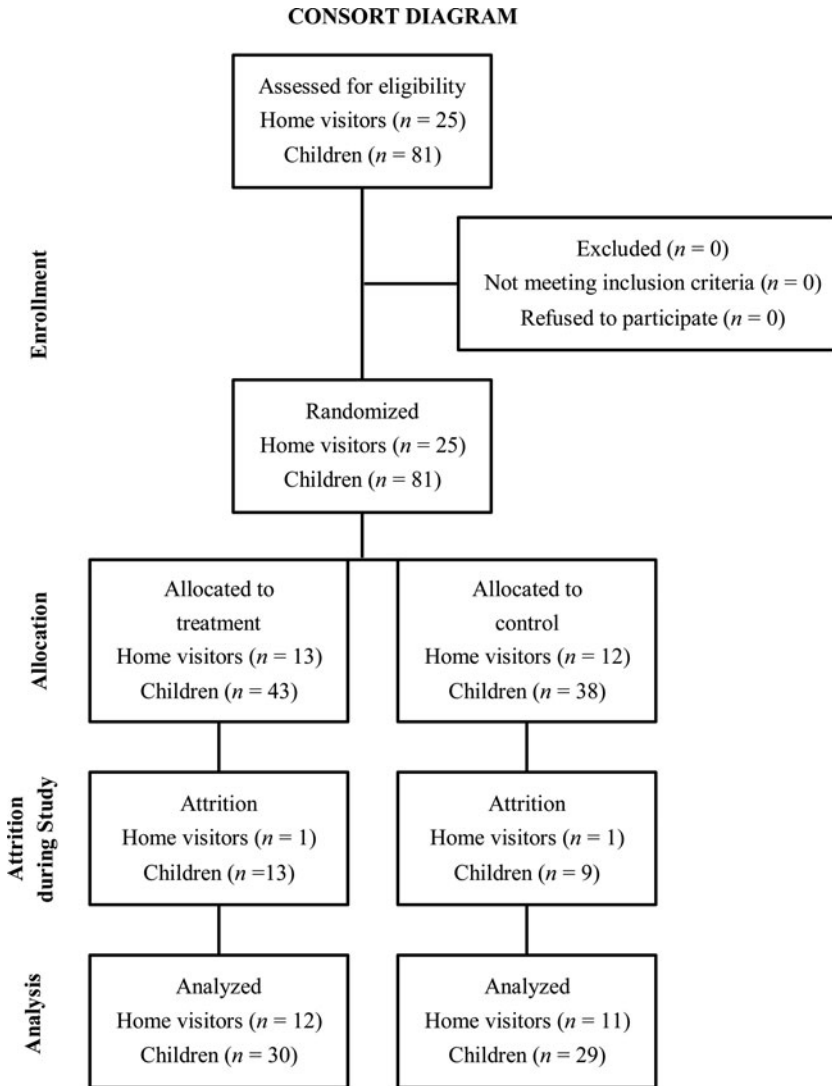 CONSORT DIAGRAM
Assessed for eligibility
Home visitors (n = 25)
Children (n = 81)
Enrollment
Excluded (n = 0)
Not meeting inclusion criteria (n = 0)
Refused to participate (n = 0)
Randomized
Home visitors (n = 25)
Children (n = 81)
Allocation
Allocated to
treatment
Home visitors (n = 13)
Children (n = 43)
Allocated to
control
Home visitors (n = 12)
Children (n = 38)
Attrition
during Study
Attrition
Home visitors (n = 1)
Children (n =13)
Attrition
Home visitors (n = 1)
Children (n = 9)
Analysis
Analyzed
Home visitors (n = 12)
Children (n = 30)
Analyzed
Home visitors (n = 11)
Children (n = 29)